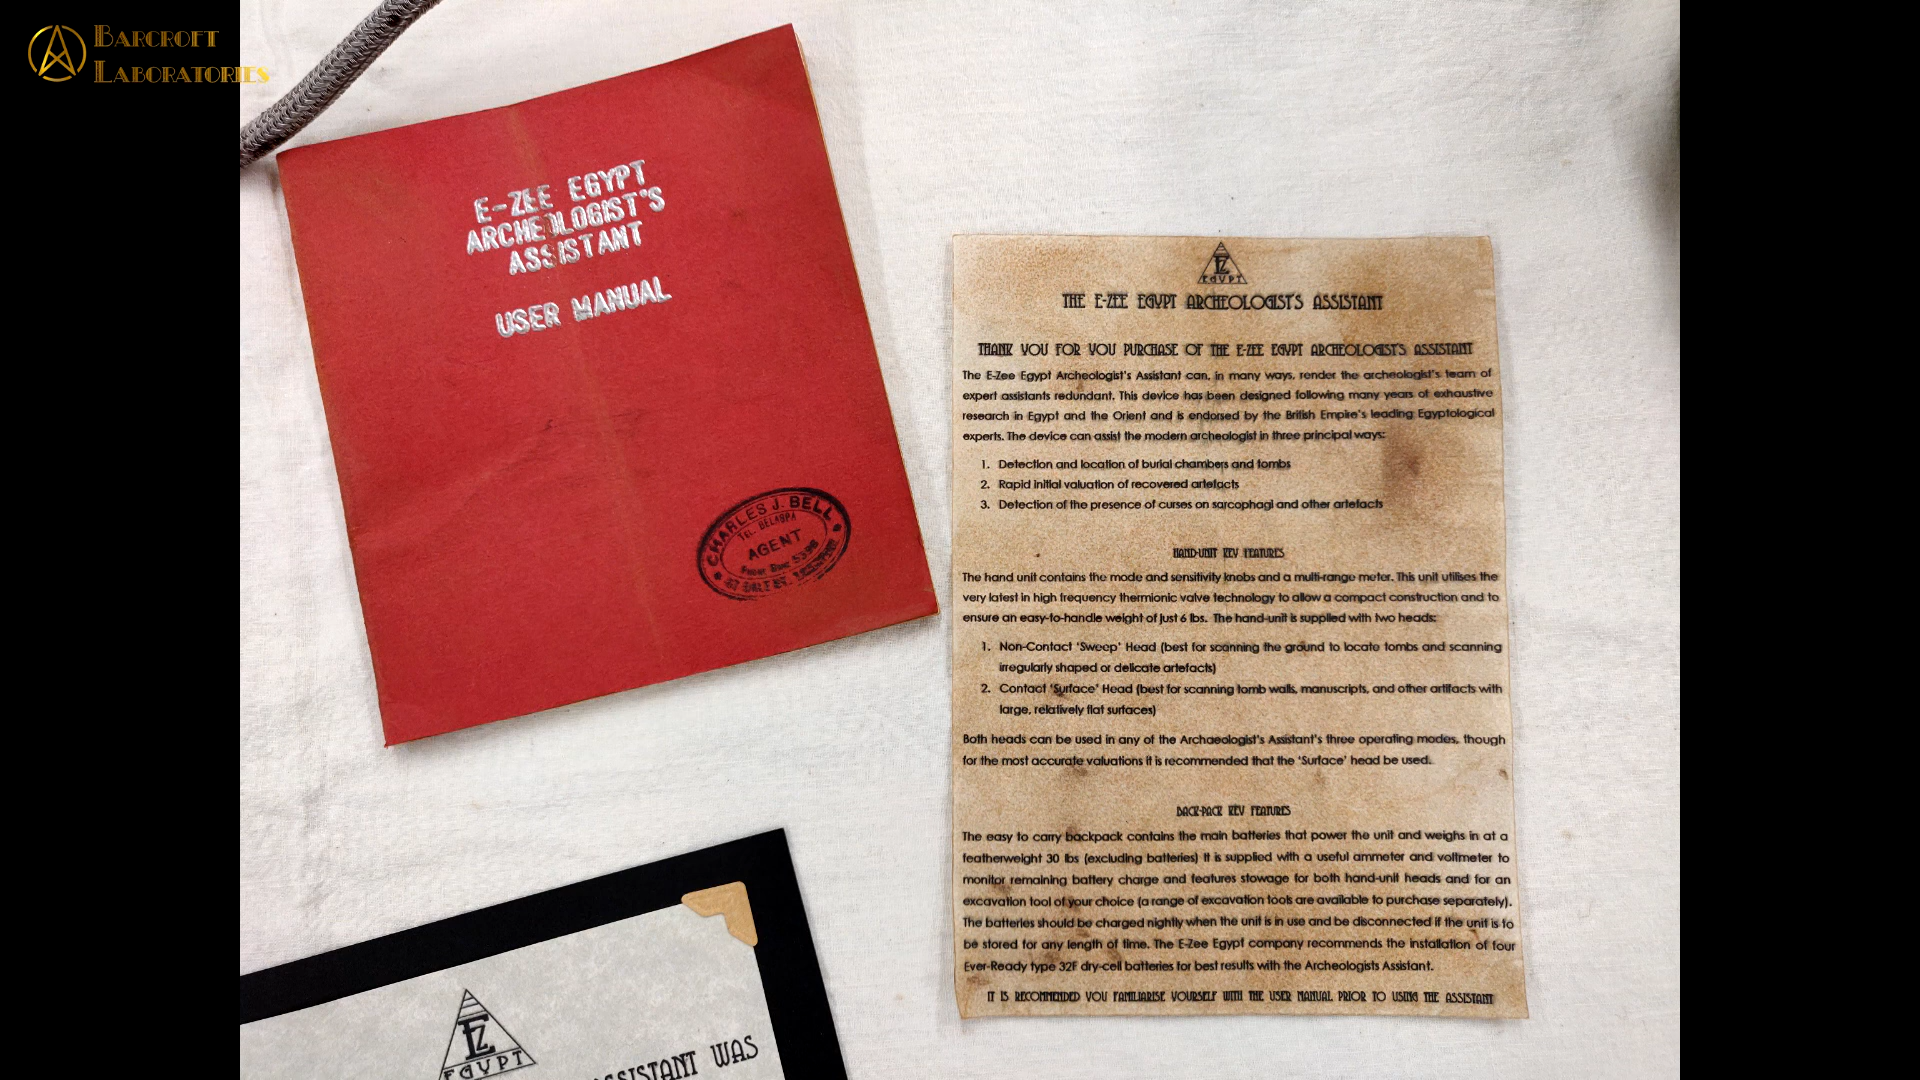 BARCROFT
LABORATORIES
E-ZEE EGYPT
ARCHEOLOGIST'S
ASSISTANT
USER MANUAL
CHARLES J. BELL
AGENT
EZ
EGYPT
THE E-ZEE EGYPT ARCHEOLOGIST'S ASSISTANT
THANK YOU FOR YOU PURCHASE OF THE E-ZEE EGYPT ARCHEOLOGIST'S ASSISTANT
The E-Zee Egypt Archeologist's Assistant can, in many ways, render the archeologist's team of
expert assistants redundant. This device has been designed following many years of exhaustive
research in Egypt and the Orient and is endorsed by the British Empire's leading Egyptological
experts. The device can assist the modern archeologist in three principal ways:
1. Detection and location of burial chambers and tombs
2. Rapid initial valuation of recovered artefacts
3. Detection of the presence of curses on sarcophagi and other artefacts
HAND-UNIT KEY FEATURES
The hand unit contains the mode and sensitivity knobs and a multi-range meter. This unit utilises the
very latest in high frequency thermionic valve technology to allow a compact construction and to
ensure an easy-to-handle weight of just 6 lbs. The hand-unit is supplied with two heads:
1. Non-Contact 'Sweep' Head (best for scanning the ground to locate tombs and scanning
irregularly shaped or delicate artefacts)
2. Contact 'Surface' Head (best for scanning tomb walls, manuscripts, and other artifacts with
large, relatively flat surfaces)
Both heads can be used in any of the Archaeologist's Assistant's three operating modes, though
for the most accurate valuations it is recommended that the 'Surface' head be used.
BACK-PACK KEY FEATURES
The easy to carry backpack contains the main batteries that power the unit and weighs in at a
featherweight 30 lbs (excluding batteries) It is supplied with a useful ammeter and voltmeter to
monitor remaining battery charge and features stowage for both hand-unit heads and for an
excavation tool of your choice (a range of excavation tools are available to purchase separately).
The batteries should be charged nightly when the unit is in use and be disconnected if the unit is to
be stored for any length of time. The E-Zee Egypt company recommends the installation of four
Ever-Ready type 32F dry-cell batteries for best results with the Archeologists Assistant.
IT IS RECOMMENDED YOU FAMILIARISE YOURSELF WITH THE USER MANUAL PRIOR TO USING THE ASSISTANT
EZ
EGYPT
ASSISTANT WAS